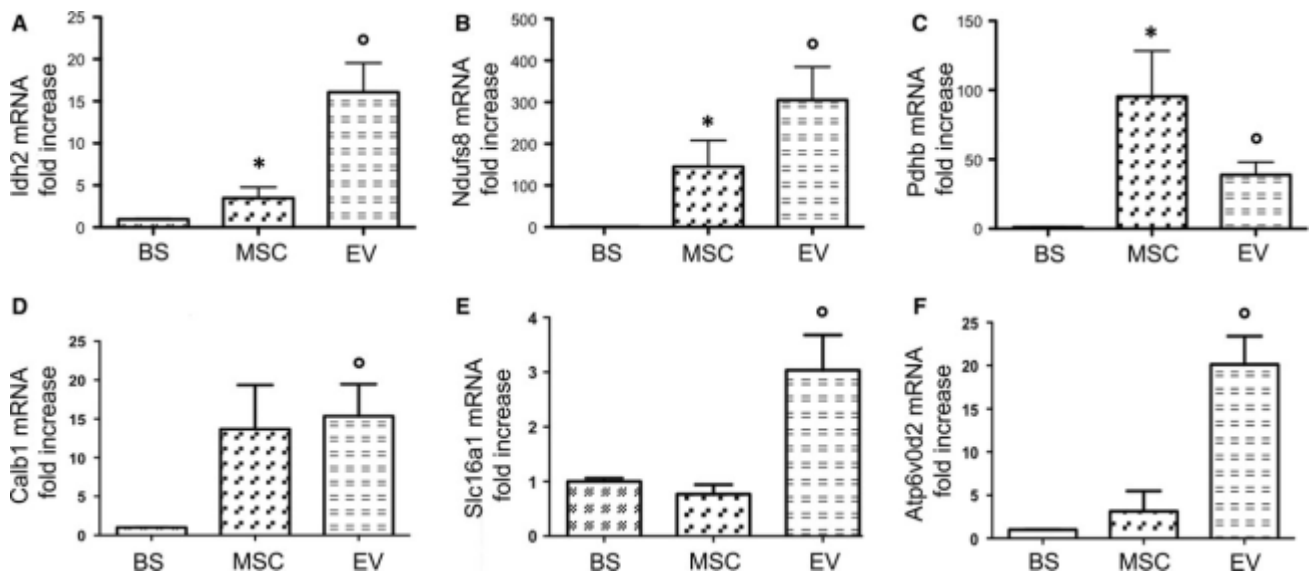 A
Idh2 mRNA
fold increase
25
20
15
10
5
0
*
°
BS MSC EV
B
Ndufs8 mRNA
fold increase
500
400
300
200
100
0
*
°
BS MSC EV
C
Pdhb mRNA
fold increase
150
100
50
0
*
°
BS MSC EV
D
Calb1 mRNA
fold increase
25
20
15
10
5
0
°
BS MSC EV
E
Slc16a1 mRNA
fold increase
4
3
2
1
0
°
BS MSC EV
F
Atp6v0d2 mRNA
fold increase
25
20
15
10
5
0
°
BS MSC EV